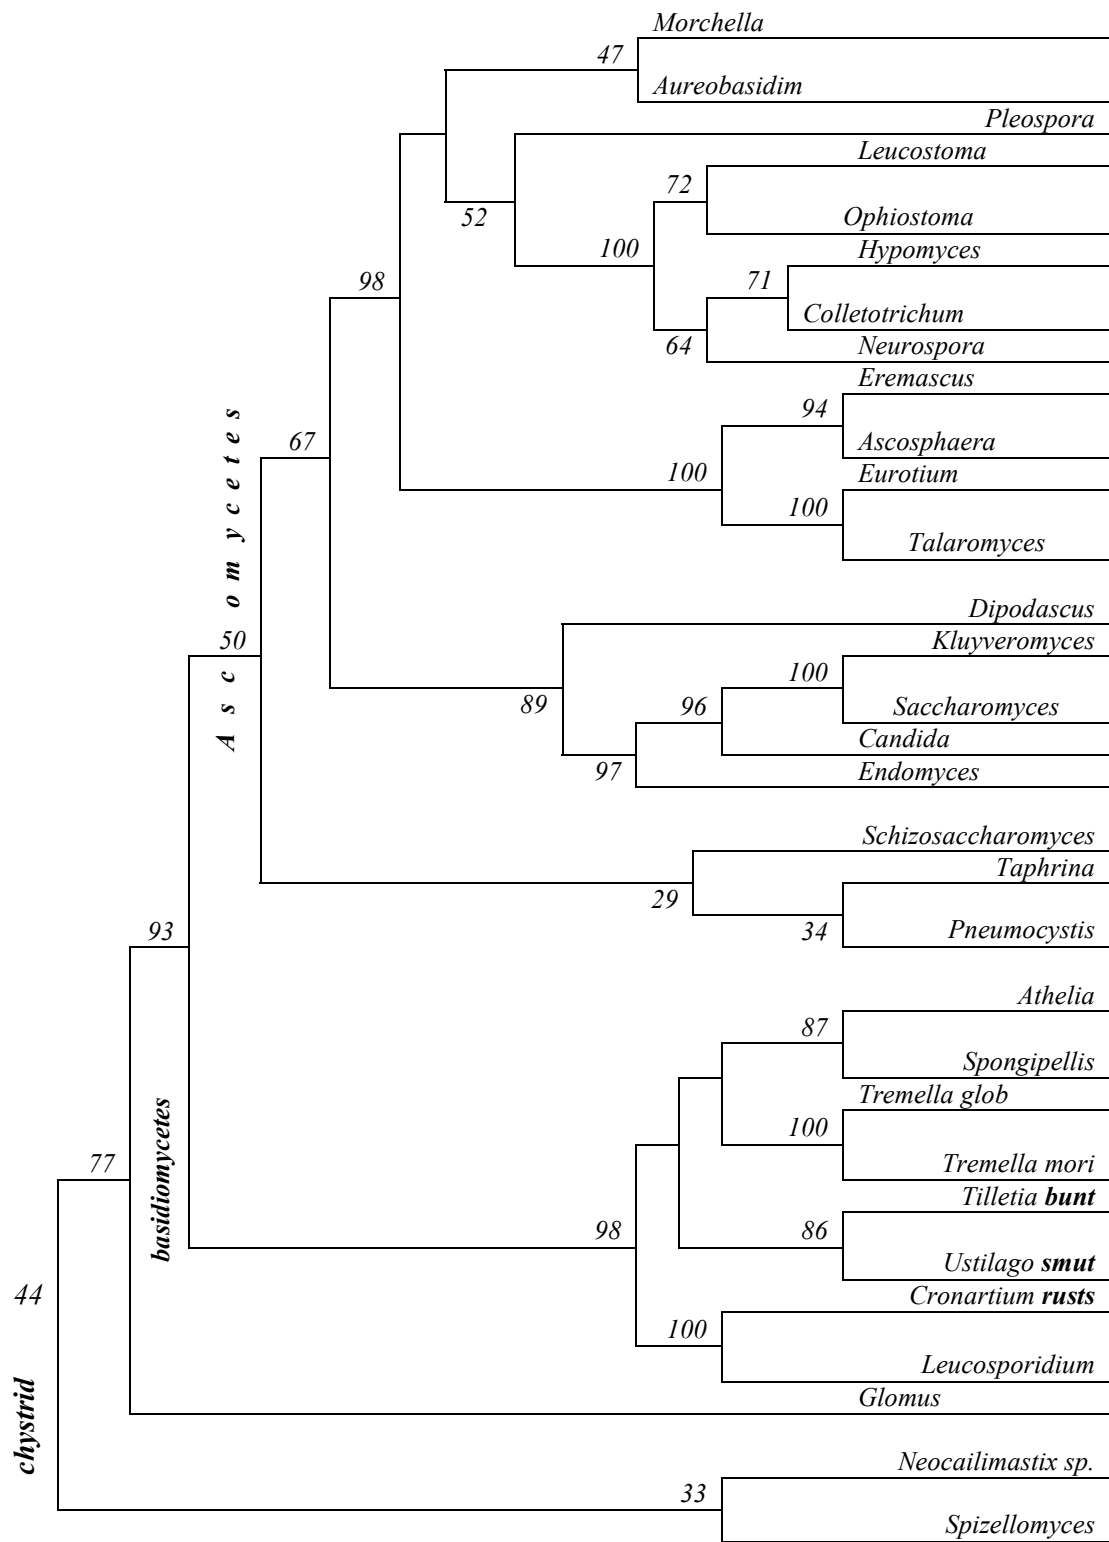 Morchella
47
Aureobasidim
Pleospora
Leucostoma
72
52
Ophiostoma
100
Hypomyces
98
71
Colletotrichum
64
Neurospora
Eremascus
94
67
Ascosphaera
100
Eurotium
100
Talaromyces
Asc omycetes
Dipodascus
50
Kluyveromyces
100
89
96
Saccharomyces
Candida
97
Endomyces
Schizosaccharomyces
Taphrina
29
93
34
Pneumocystis
Athelia
87
Spongipellis
Tremella glob
100
basidiomycetes
77
Tremella mori
Tilletia bunt
98
86
Ustilago smut
44
Cronartium rusts
100
Leucosporidium
chystrid
Glomus
Neocailimastix sp.
33
Spizellomyces